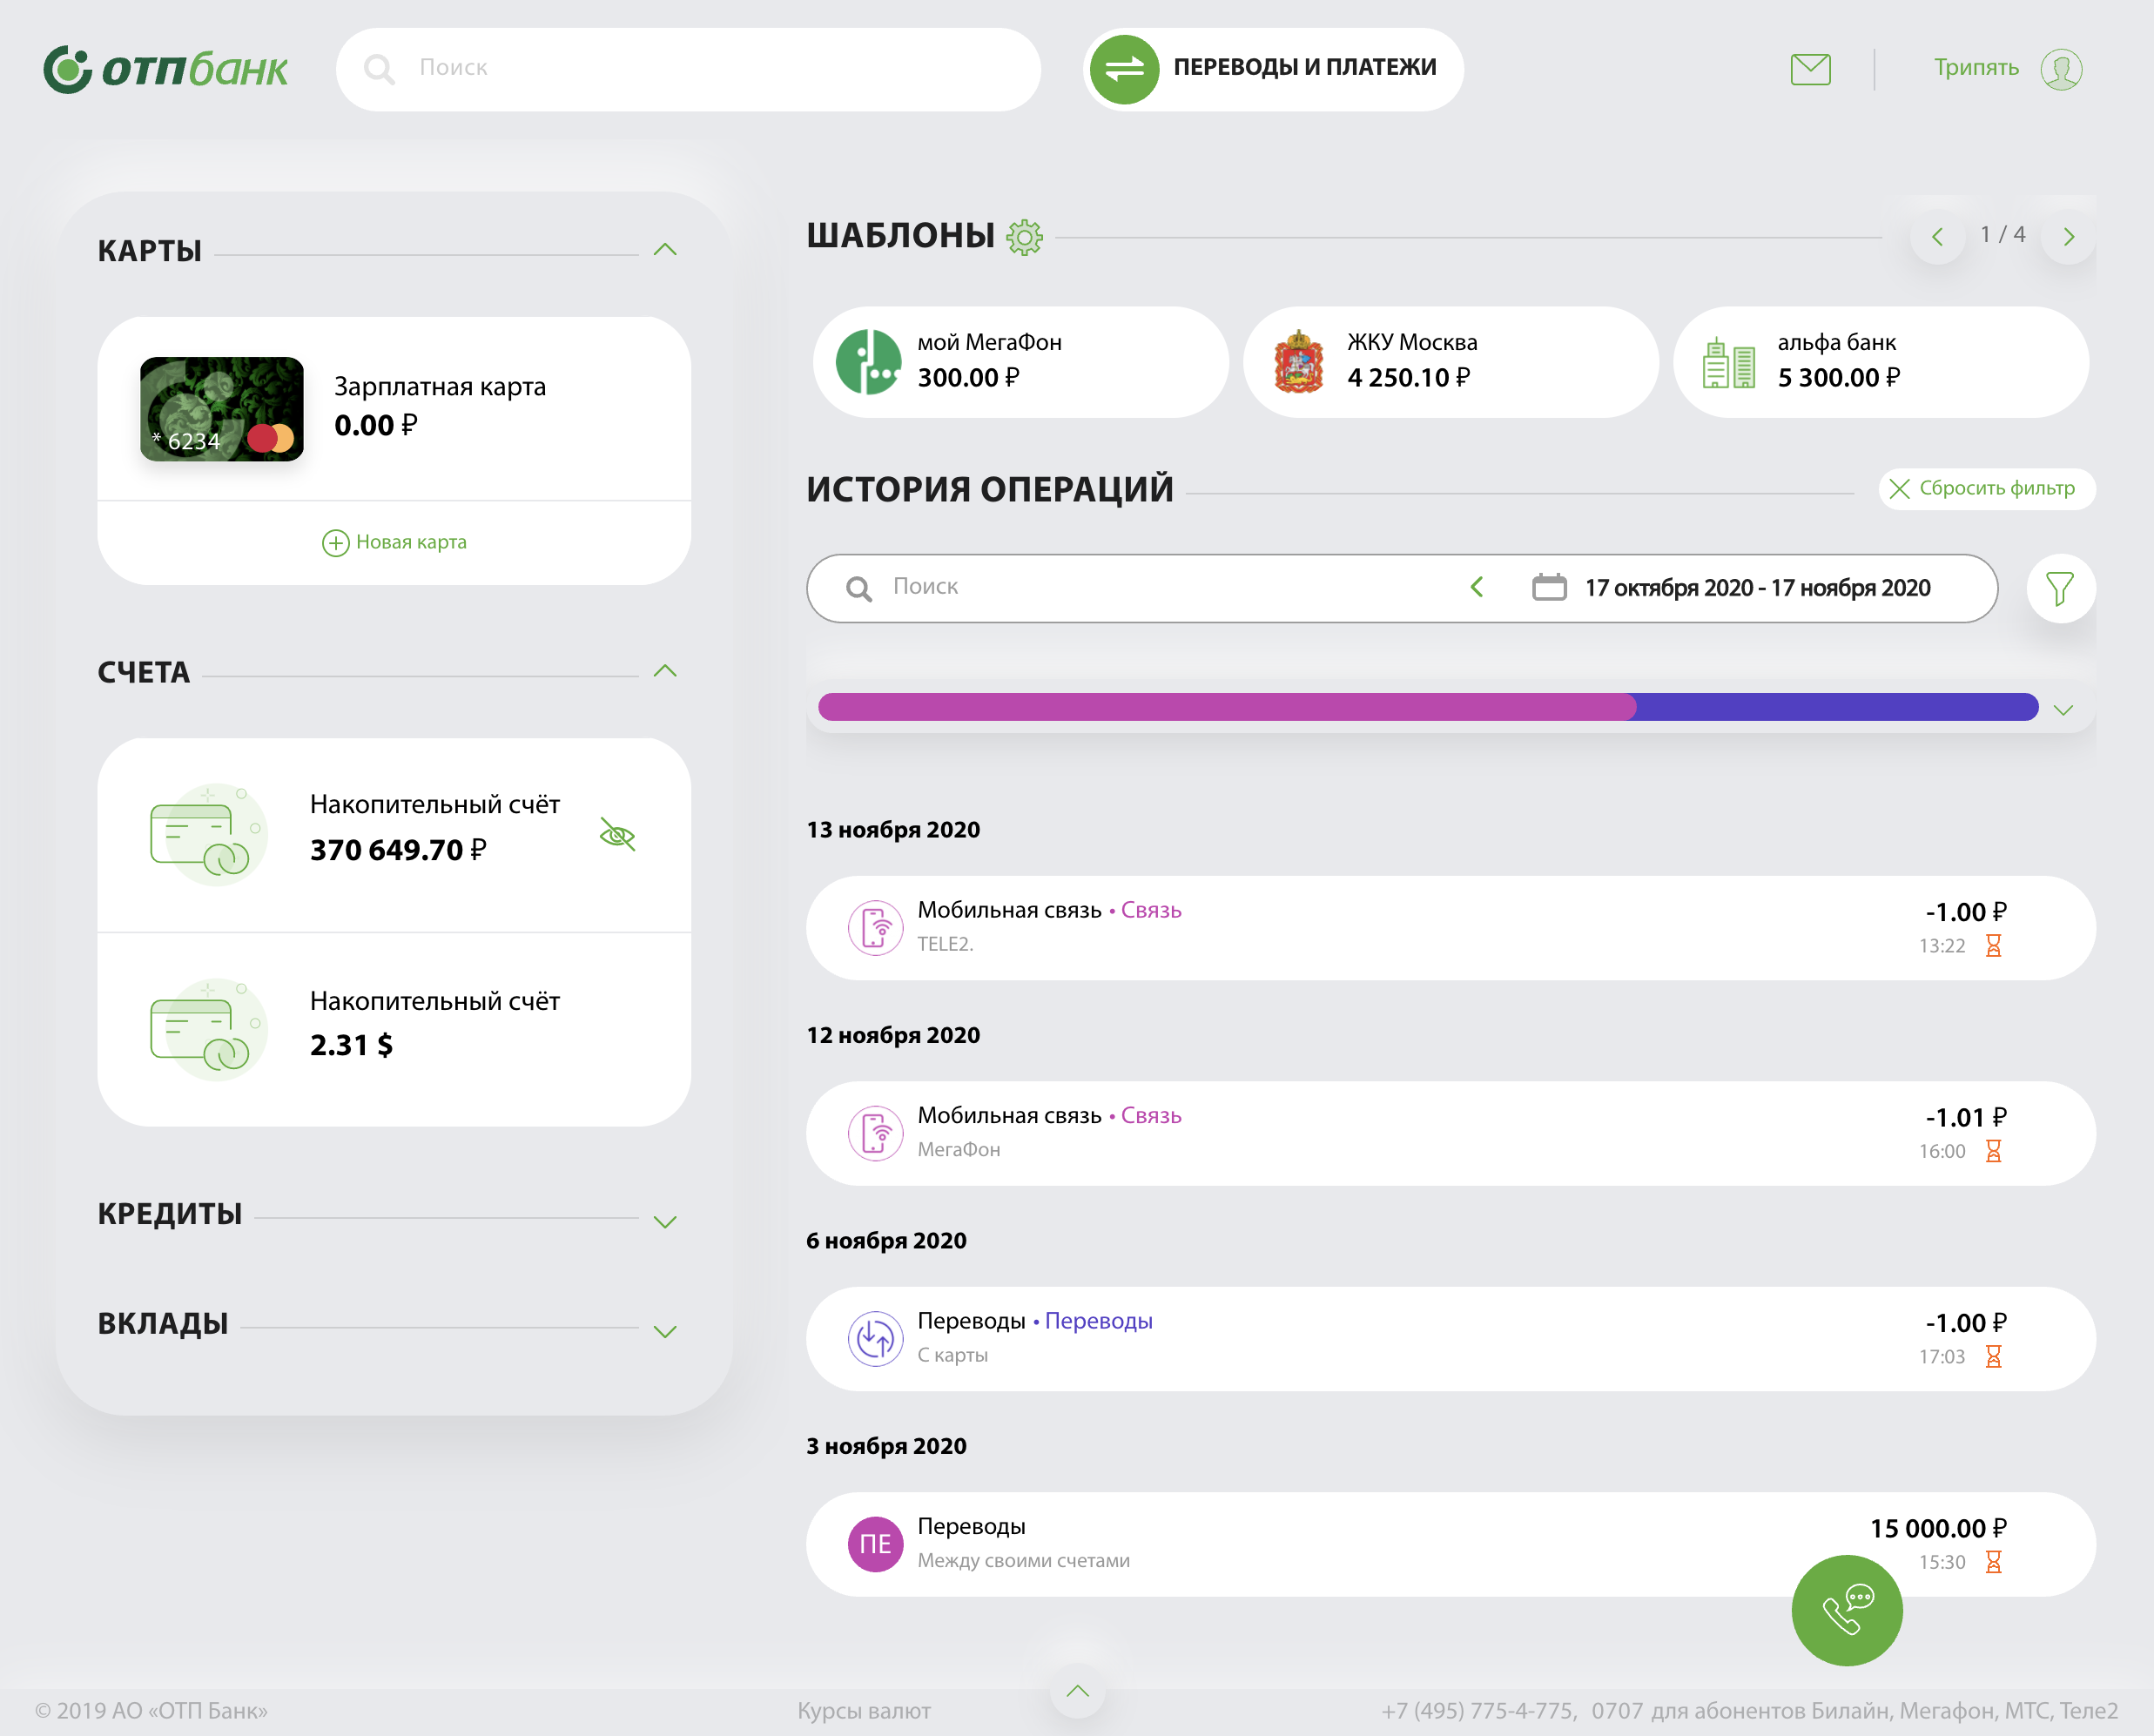 ОТПбанк
Поиск
ПЕРЕВОДЫ И ПЛАТЕЖИ
Трипять
КАРТЫ
* 6234
Зарплатная карта
0.00 ₽
Новая карта
СЧЕТА
Накопительный счёт
370 649.70 ₽
Накопительный счёт
2.31 $
КРЕДИТЫ
ВКЛАДЫ
ШАБЛОНЫ
1 / 4
мой МегаФон
300.00 ₽
ЖКУ Москва
4 250.10 ₽
альфа банк
5 300.00 ₽
ИСТОРИЯ ОПЕРАЦИЙ
Сбросить фильтр
Поиск
17 октября 2020 - 17 ноября 2020
13 ноября 2020
Мобильная связь • Связь
-1.00 ₽
TELE2.
13:22
12 ноября 2020
Мобильная связь • Связь
-1.01 ₽
МегаФон
16:00
6 ноября 2020
Переводы • Переводы
-1.00 ₽
С карты
17:03
3 ноября 2020
ПЕ
Переводы
15 000.00 ₽
Между своими счетами
15:30
© 2019 АО «ОТП Банк»
Курсы валют
+7 (495) 775-4-775, 0707 для абонентов Билайн, Мегафон, МТС, Теле2